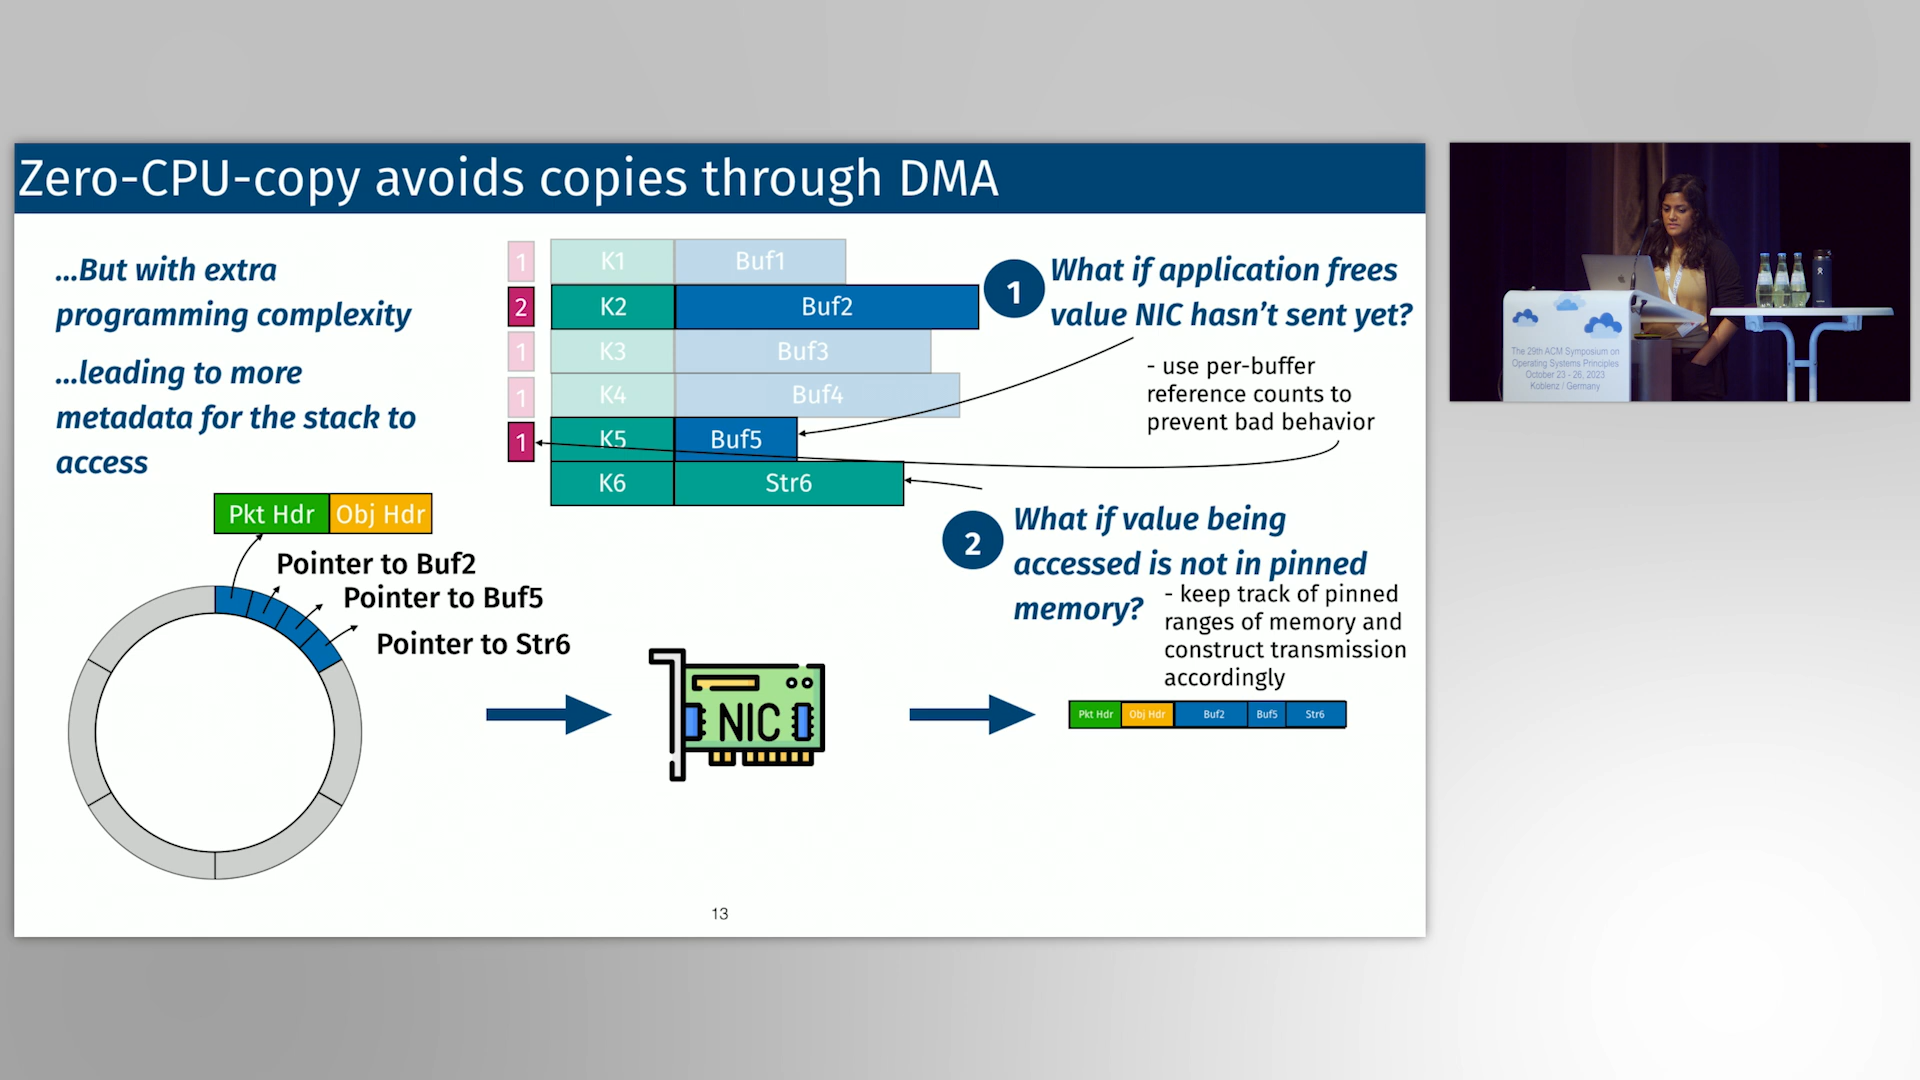 Zero-CPU-copy avoids copies through DMA
...But with extra
programming complexity
...leading to more
metadata for the stack to
access
1 K1 Buf1
2 K2 Buf2
1 K3 Buf3
1 K4 Buf4
1 K5 Buf5
K6 Str6
1 What if application frees
value NIC hasn't sent yet?
- use per-buffer
reference counts to
prevent bad behavior
2 What if value being
accessed is not in pinned
memory?
- keep track of pinned
ranges of memory and
construct transmission
accordingly
Pkt Hdr Obj Hdr
Pointer to Buf2
Pointer to Buf5
Pointer to Str6
NIC
Pkt Hdr Obj Hdr Buf2 Buf5 Str6
13
The 29th ACM Symposium on
Operating Systems Principles
October 23 - 26, 2023
Koblenz / Germany